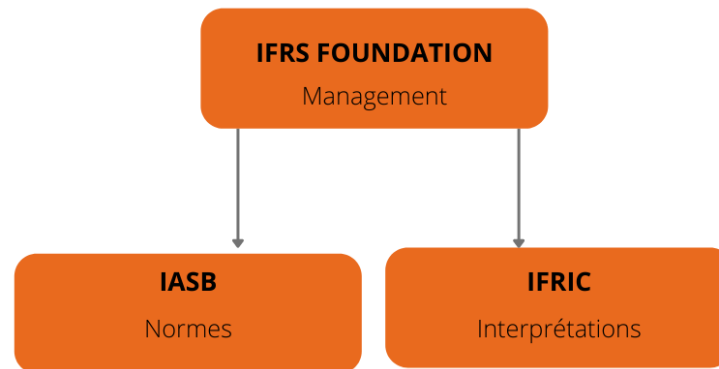 IFRS FOUNDATION
Management
IASB
Normes
IFRIC
Interprétations